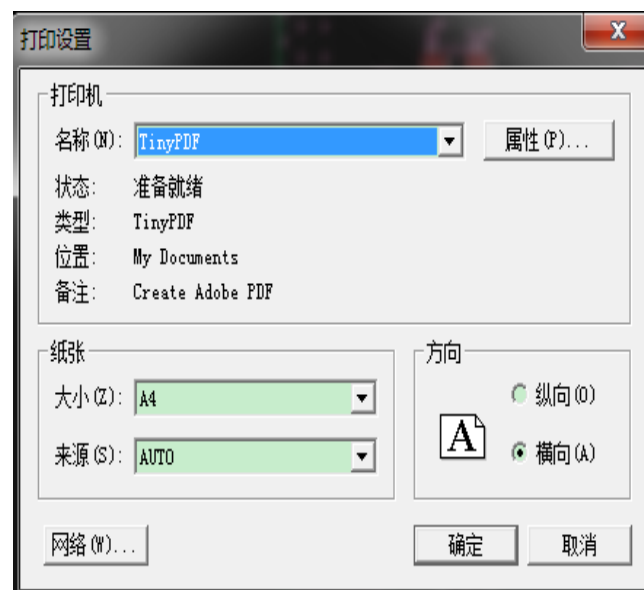 打印设置
打印机
名称(N): TinyPDF 属性(P)...
状态: 准备就绪
类型: TinyPDF
位置: My Documents
备注: Create Adobe PDF
纸张
大小(Z): A4
来源(S): AUTO
方向
A
纵向(O)
横向(A)
网络(W)... 确定 取消